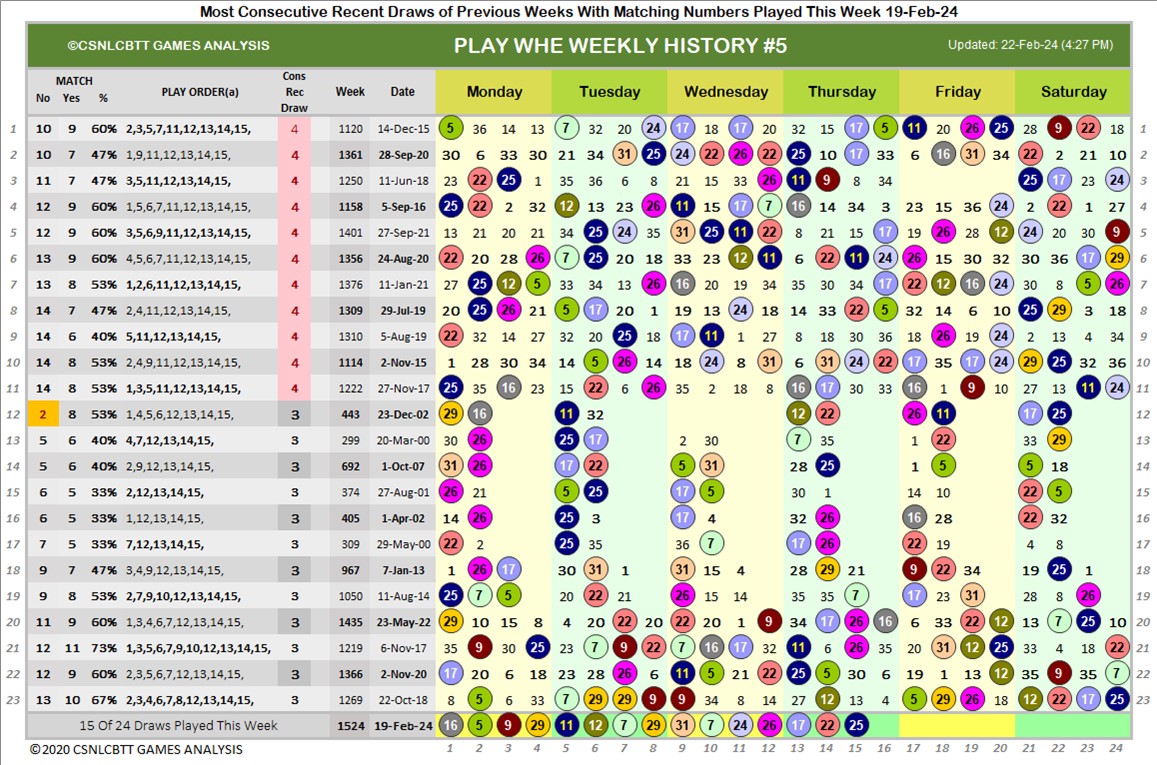 Most Consecutive Recent Draws of Previous Weeks With Matching Numbers Played This Week 19-Feb-24
©CSNLCBTT GAMES ANALYSIS PLAY WHE WEEKLY HISTORY #5 Updated: 22-Feb-24 (4:27 PM)
MATCH
No Yes % PLAY ORDER(a) Cons Rec Draw Week Date Monday Tuesday Wednesday Thursday Friday Saturday
1 10 9 60% 2,3,5,7,11,12,13,14,15, 4 1120 14-Dec-15 5 36 14 13 7 32 20 24 17 18 17 20 32 15 17 5 11 20 26 25 28 9 22 18 1
2 10 7 47% 1,9,11,12,13,14,15, 4 1361 28-Sep-20 30 6 33 30 21 34 31 25 24 22 26 22 25 10 17 33 6 16 31 34 22 2 21 10 2
3 11 7 47% 3,5,11,12,13,14,15, 4 1250 11-Jun-18 23 22 25 1 35 36 6 8 21 15 33 26 11 9 8 34 25 17 23 24 3
4 12 9 60% 1,5,6,7,11,12,13,14,15, 4 1158 5-Sep-16 25 22 2 32 12 13 23 26 11 15 17 7 16 14 34 3 23 15 36 24 2 22 1 27 4
5 12 9 60% 3,5,6,9,11,12,13,14,15, 4 1401 27-Sep-21 13 21 20 21 34 25 24 35 31 25 11 22 8 21 15 17 19 26 28 12 24 20 30 9 5
6 13 9 60% 4,5,6,7,11,12,13,14,15, 4 1356 24-Aug-20 22 20 28 26 7 25 20 18 33 23 12 11 6 22 11 24 26 15 30 32 30 36 17 29 6
7 13 8 53% 1,2,6,11,12,13,14,15, 4 1376 11-Jan-21 27 25 12 5 33 34 13 26 16 20 19 34 35 30 34 17 22 12 16 24 30 8 5 26 7
8 14 7 47% 2,4,11,12,13,14,15, 4 1309 29-Jul-19 20 25 26 21 5 17 20 1 19 13 24 18 14 33 22 5 32 14 6 10 25 29 3 18 8
9 14 6 40% 5,11,12,13,14,15, 4 1310 5-Aug-19 22 32 14 27 32 20 25 18 17 11 1 27 9 18 30 36 18 26 19 24 2 13 4 34 9
10 14 8 53% 2,4,9,11,12,13,14,15, 4 1114 2-Nov-15 1 28 30 34 14 5 26 14 18 24 8 31 6 31 24 22 17 35 17 24 29 25 32 36 10
11 14 8 53% 1,3,5,11,12,13,14,15, 4 1222 27-Nov-17 25 35 16 23 15 22 6 26 35 2 18 8 16 17 30 33 16 1 9 10 27 13 11 24 11
12 2 8 53% 1,4,5,6,12,13,14,15, 3 443 23-Dec-02 29 16 11 32 12 22 26 11 17 25 12
13 5 6 40% 4,7,12,13,14,15, 3 299 20-Mar-00 30 26 25 17 2 30 7 35 1 22 33 29 13
14 5 6 40% 2,9,12,13,14,15, 3 692 1-Oct-07 31 26 17 22 5 31 28 25 1 5 5 18 14
15 6 5 33% 2,12,13,14,15, 3 374 27-Aug-01 26 21 5 25 17 5 30 1 14 10 22 5 15
16 6 5 33% 1,12,13,14,15, 3 405 1-Apr-02 14 26 25 3 17 4 32 26 16 28 22 32 16
17 7 5 33% 7,12,13,14,15, 3 309 29-May-00 22 2 25 35 36 7 17 26 22 19 4 8 17
18 9 7 47% 3,4,9,12,13,14,15, 3 967 7-Jan-13 1 26 17 30 31 1 31 15 4 28 29 21 9 22 34 19 25 1 18
19 9 8 53% 2,7,9,10,12,13,14,15, 3 1050 11-Aug-14 25 7 5 20 22 21 26 15 14 35 35 7 17 23 31 28 8 26 19
20 11 9 60% 1,3,4,6,7,12,13,14,15, 3 1435 23-May-22 29 10 15 8 4 20 22 20 22 20 1 9 34 17 26 16 6 33 22 12 13 7 25 10 20
21 12 11 73% 1,3,5,6,7,9,10,12,13,14,15, 3 1219 6-Nov-17 35 9 30 25 23 7 9 22 7 16 17 33 11 6 26 35 20 31 12 25 33 4 18 22 21
22 12 9 60% 2,3,5,6,7,12,13,14,15, 3 1366 2-Nov-20 17 20 6 18 23 28 26 6 11 5 21 22 25 5 30 6 19 1 13 12 35 9 35 7 22
23 13 10 67% 2,3,4,6,7,8,12,13,14,15, 3 1269 22-Oct-18 8 5 6 33 7 29 29 9 9 34 8 14 7 12 13 4 5 29 26 18 12 22 17 25 23
15 Of 24 Draws Played This Week 1524 19-Feb-24 16 5 9 29 11 12 7 29 31 7 24 26 17 22 25
© 2020 CSNLCBTT GAMES ANALYSIS 1 2 3 4 5 6 7 8 9 10 11 12 13 14 15 16 17 18 19 20 21 22 23 24